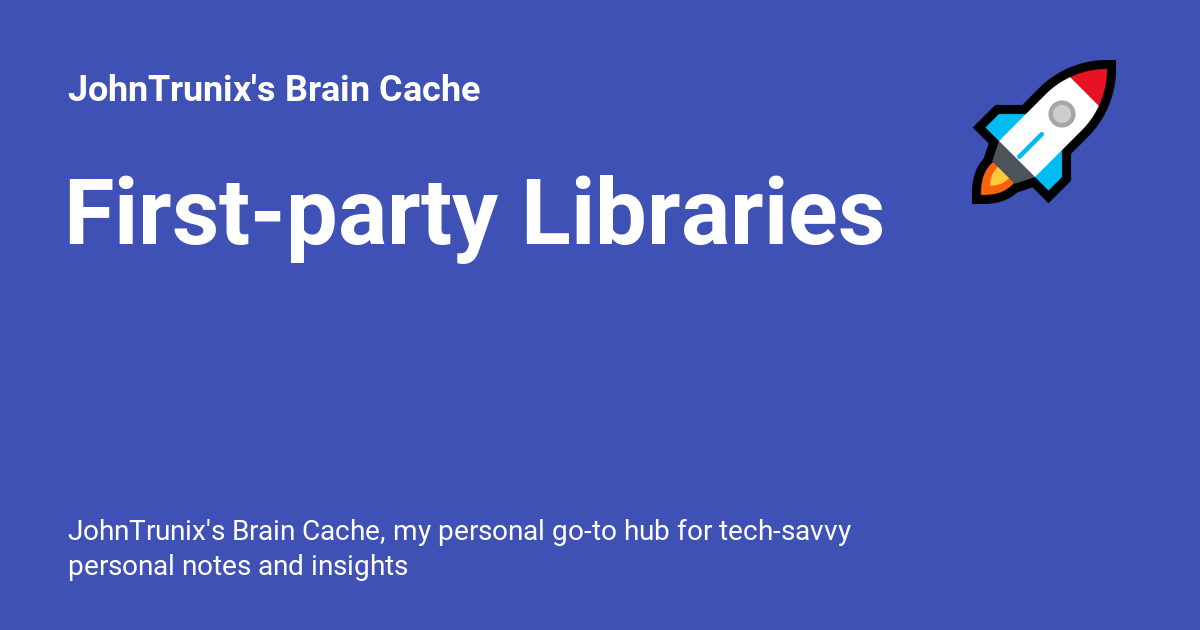 JohnTrunix's Brain Cache
First-party Libraries
JohnTrunix's Brain Cache, my personal go-to hub for tech-savvy
personal notes and insights